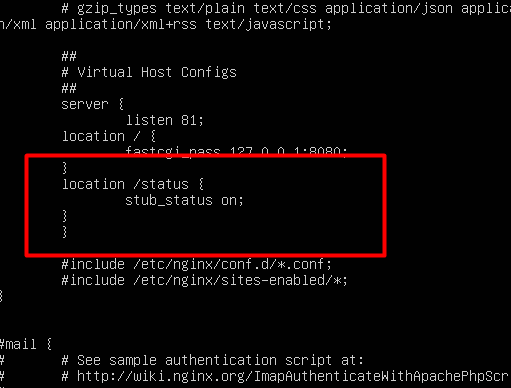 # gzip_types text/plain text/css application/json applic
n/xml application/xml+rss text/javascript;
##
# Virtual Host Configs
##
server {
listen 81;
location / {
fastcgi_pass 127.0.0.1:8080;
}
location /status {
stub_status on;
}
}
#include /etc/nginx/conf.d/*.conf;
#include /etc/nginx/sites-enabled/*;
}
#mail {
# # See sample authentication script at:
# # http://wiki.nginx.org/ImapAuthenticateWithApachePhpScr